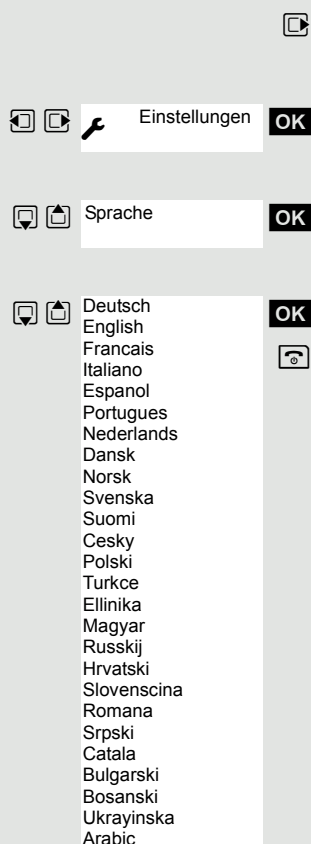 Einstellungen OK
Sprache OK
Deutsch OK
English
Francais
Italiano
Espanol
Portugues
Nederlands
Dansk
Norsk
Svenska
Suomi
Cesky
Polski
Turkce
Ellinika
Magyar
Russkij
Hrvatski
Slovenscina
Romana
Srpski
Catala
Bulgarski
Bosanski
Ukrayinska
Arabic